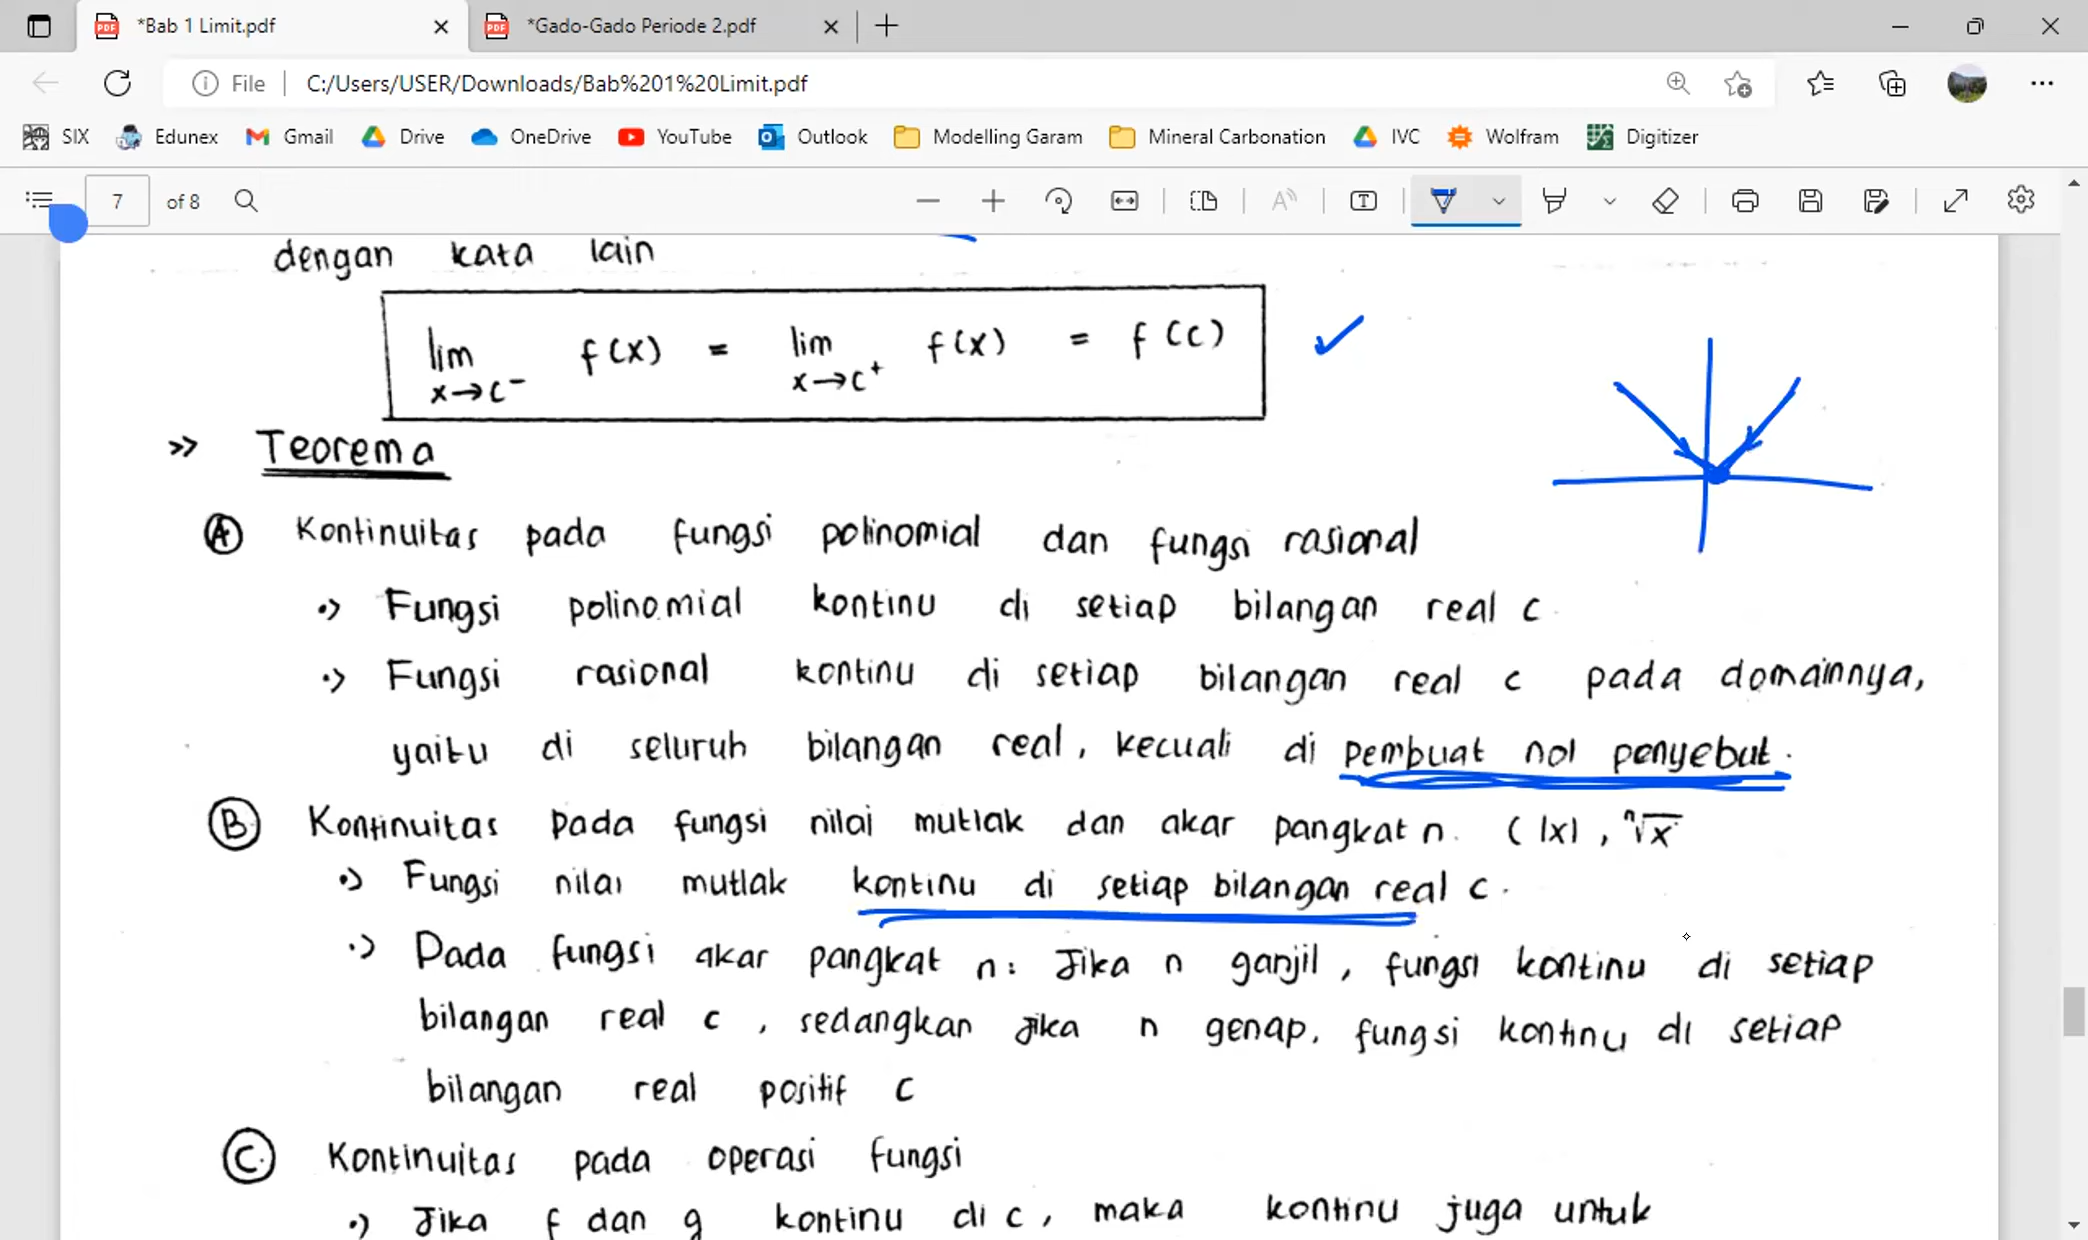 *Bab 1 Limit.pdf
*Gado-Gado Periode 2.pdf
File
C:/Users/USER/Downloads/Bab%201%20Limit.pdf
SIX
Edunex
Gmail
Drive
OneDrive
YouTube
Outlook
Modelling Garam
Mineral Carbonation
IVC
Wolfram
Digitizer
7 of 8
dengan kata lain
lim x→c⁻ f(x) = lim x→c⁺ f(x) = f(c)
>> Teorema
Ⓐ Kontinuitas pada fungsi polinomial dan fungsi rasional
•> Fungsi polinomial kontinu di setiap bilangan real c
•> Fungsi rasional kontinu di setiap bilangan real c pada domainnya,
yaitu di seluruh bilangan real, kecuali di pembuat nol penyebut.
Ⓑ Kontinuitas pada fungsi nilai mutlak dan akar pangkat n. (|x|, ⁿ√x
•> Fungsi nilai mutlak kontinu di setiap bilangan real c.
•> Pada fungsi akar pangkat n: Jika n ganjil, fungsi kontinu di setiap
bilangan real c, sedangkan jika n genap, fungsi kontinu di setiap
bilangan real positif c
Ⓒ Kontinuitas pada operasi fungsi
•> Jika f dan g kontinu di c, maka kontinu juga untuk